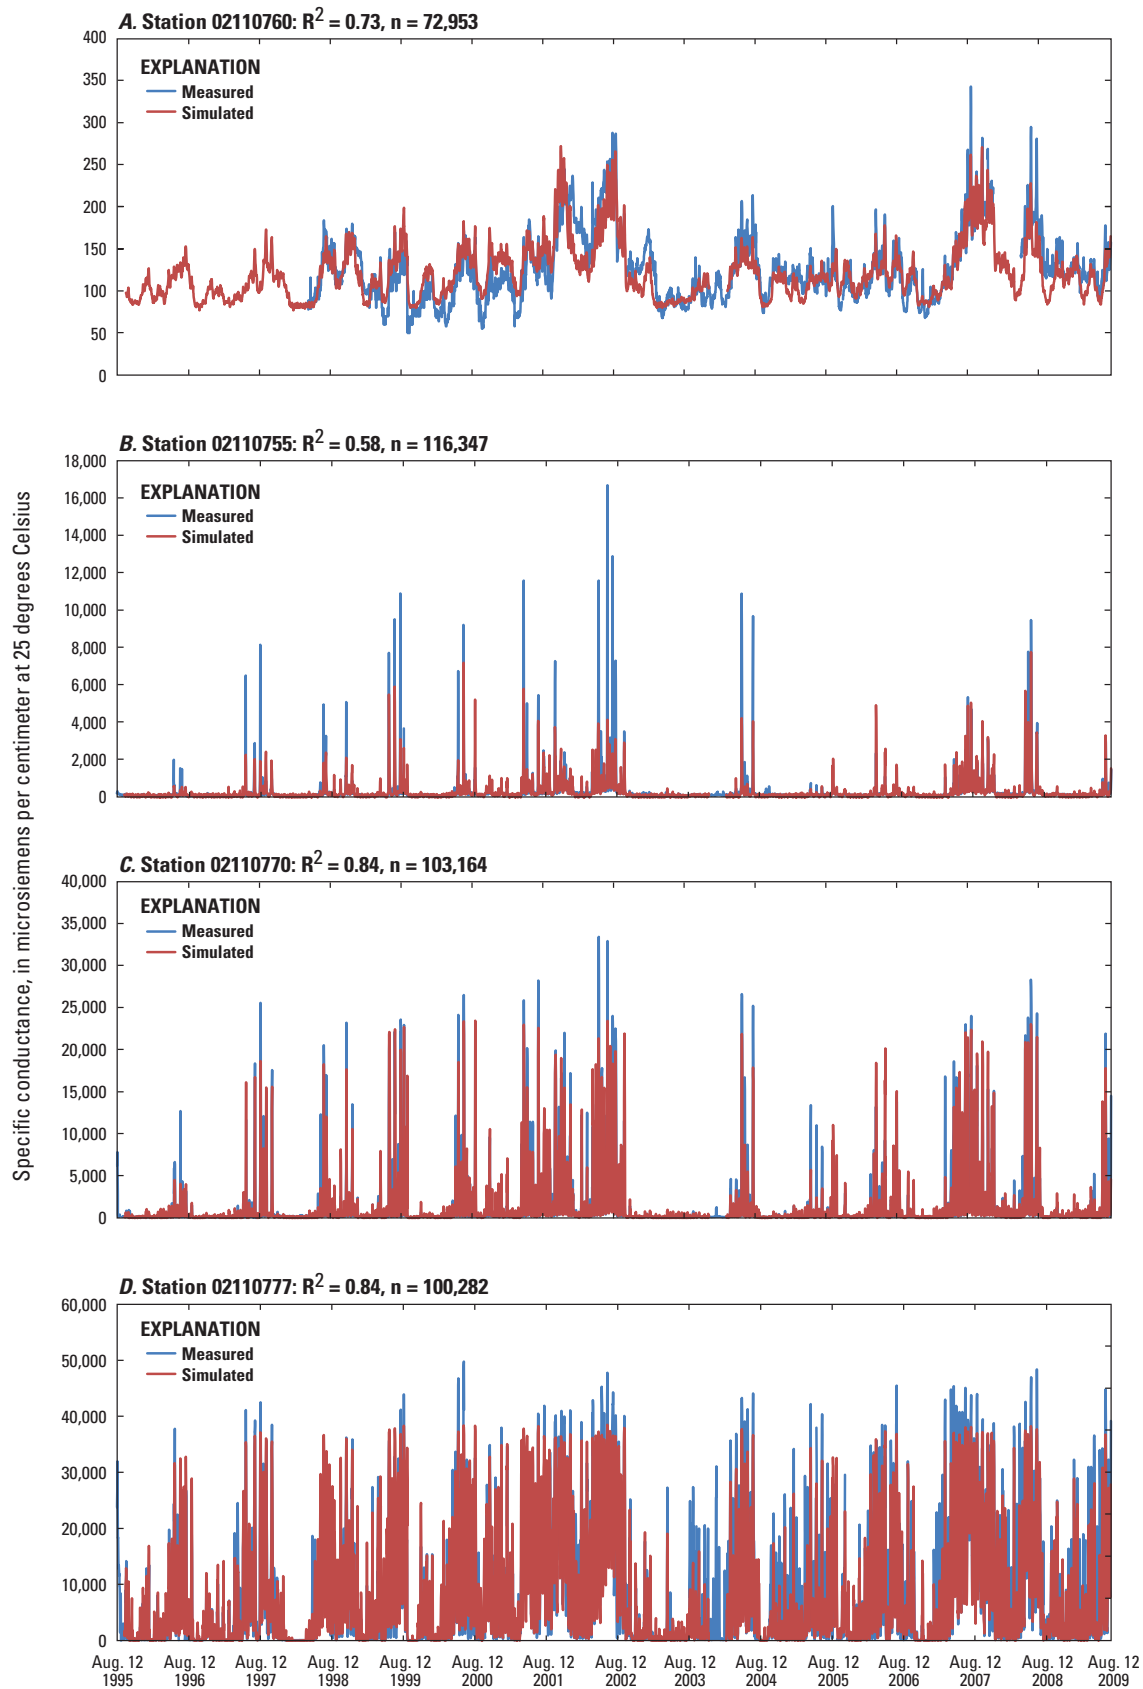 A. Station 02110760: R2 = 0.73, n = 72,953
400
350
300
250
200
150
100
50
0
EXPLANATION
Measured
Simulated
B. Station 02110755: R2 = 0.58, n = 116,347
18,000
16,000
14,000
12,000
10,000
8,000
6,000
4,000
2,000
0
EXPLANATION
Measured
Simulated
Specific conductance, in microsiemens per centimeter at 25 degrees Celsius
C. Station 02110770: R2 = 0.84, n = 103,164
40,000
35,000
30,000
25,000
20,000
15,000
10,000
5,000
0
EXPLANATION
Measured
Simulated
D. Station 02110777: R2 = 0.84, n = 100,282
60,000
50,000
40,000
30,000
20,000
10,000
0
EXPLANATION
Measured
Simulated
Aug. 12 Aug. 12 Aug. 12 Aug. 12 Aug. 12 Aug. 12 Aug. 12 Aug. 12 Aug. 12 Aug. 12 Aug. 12 Aug. 12 Aug. 12 Aug. 12 Aug. 12
1995 1996 1997 1998 1999 2000 2001 2002 2003 2004 2005 2006 2007 2008 2009